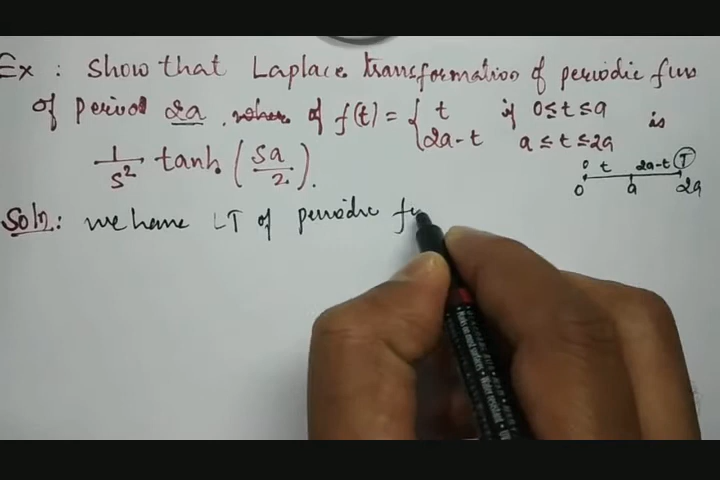 Ex : Show that Laplace transformation of periodic funs
of period 2a of f(t) = { t if 0≤t≤a is
2a-t a≤t≤2a
1/s² tanh (sa/2).
0 t 2a-t T
0 a 2a
Soln: we have LT of periodic fu